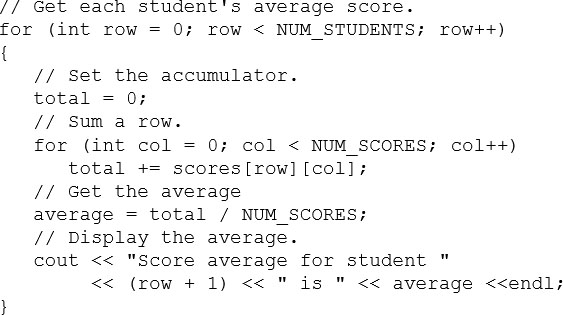 // Get each student's average score.
for (int row = 0; row < NUM_STUDENTS; row++)
{
   // Set the accumulator.
   total = 0;
   // Sum a row.
   for (int col = 0; col < NUM_SCORES; col++)
      total += scores[row][col];
   // Get the average
   average = total / NUM_SCORES;
   // Display the average.
   cout << "Score average for student "
        << (row + 1) << " is " << average <<endl;
}